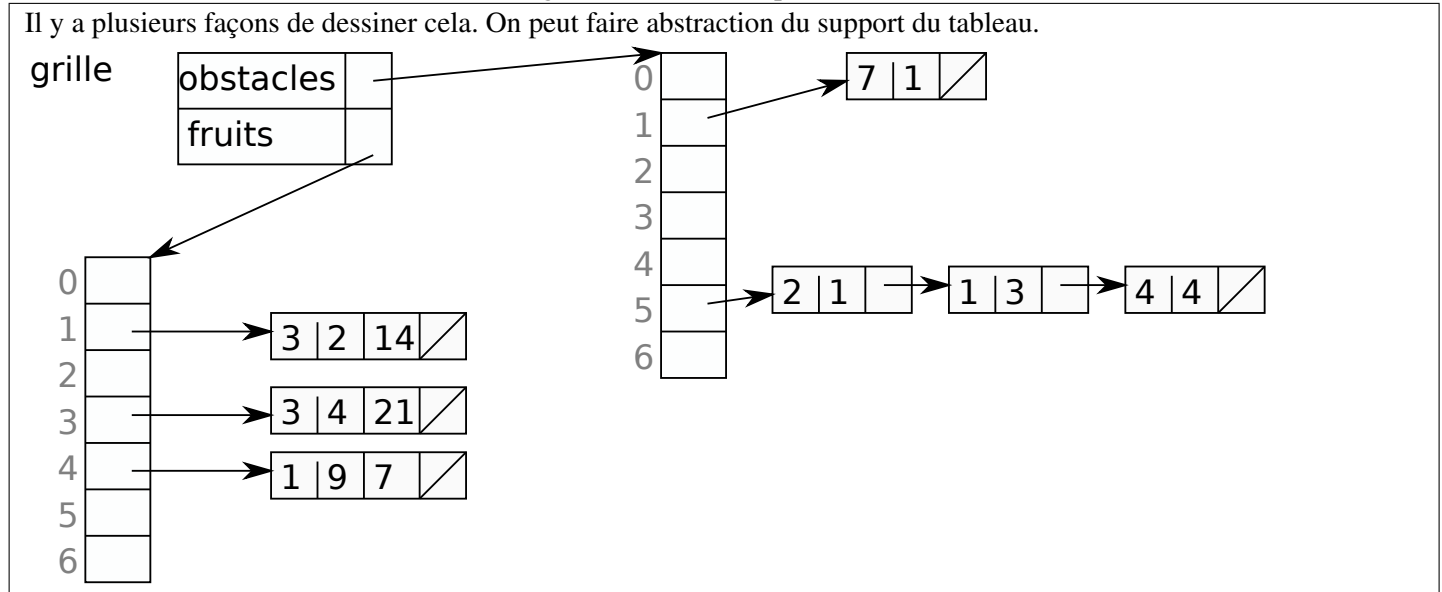 Il y a plusieurs façons de dessiner cela. On peut faire abstraction du support du tableau.
grille
obstacles
fruits
0
1
2
3
4
5
6
7 | 1
2 | 1
1 | 3
4 | 4
0
1
2
3
4
5
6
3 | 2 | 14
3 | 4 | 21
1 | 9 | 7